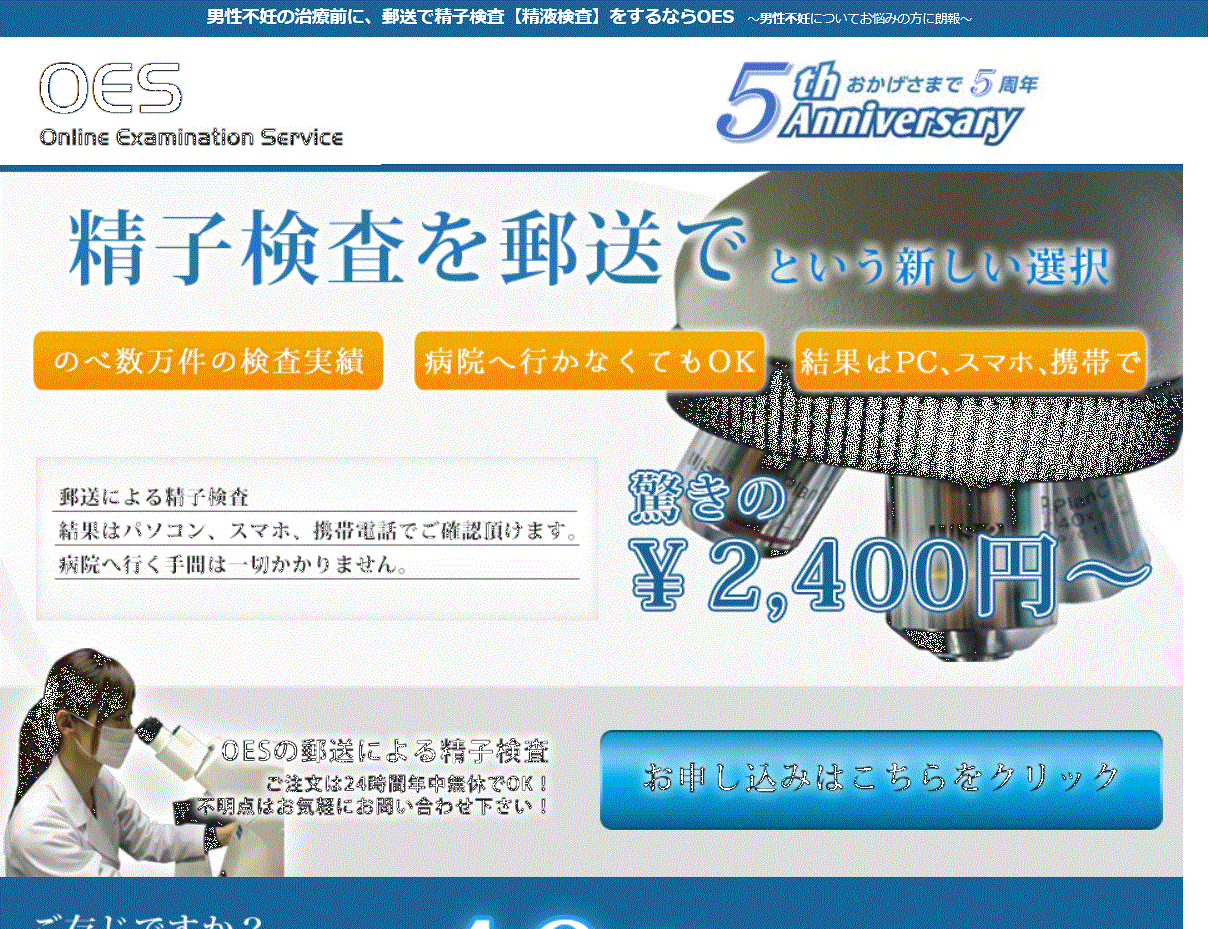 男性不妊の治療前に、郵送で精子検査【精液検査】をするならOES ～男性不妊についてお悩みの方に朗報～
OES
Online Examination Service
5th Anniversary
おかげさまで5周年
精子検査を郵送で という新しい選択
のべ数万件の検査実績
病院へ行かなくてもOK
結果はPC、スマホ、携帯で
郵送による精子検査
結果はパソコン、スマホ、携帯電話でご確認頂けます。
病院へ行く手間は一切かかりません。
驚きの
¥2,400円～
OESの郵送による精子検査
ご注文は24時間年中無休でOK！
不明点はお気軽にお問い合わせ下さい！
お申し込みはこちらをクリック
ご存じですか？